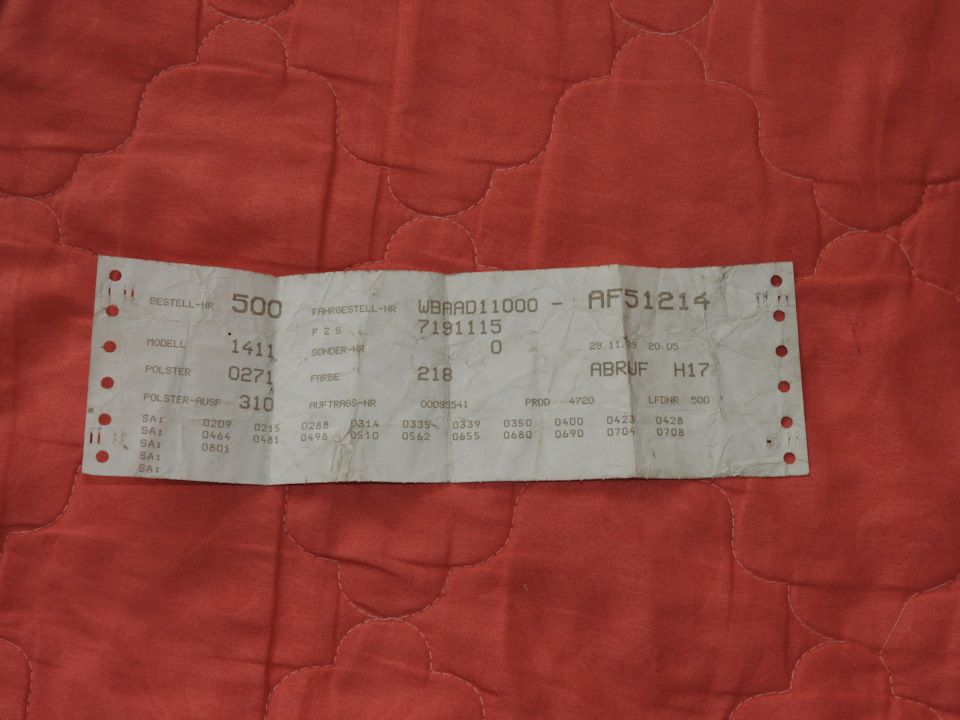 BESTELL-NR 500 FAHRGESTELL-NR WBAAD11000 - AF51214
F Z S 7191115
MODELL 1411 SONDER-NR 0 29.11.89 20.05
POLSTER 0271 FARBE 218 ABRUF H17
POLSTER-AUSF 310 AUFTRAGS-NR 00095541 PROD 4720 LFDNR 500
SA: 0209 0215 0288 0314 0335 0339 0350 0400 0423 0428
SA: 0464 0481 0498 0510 0562 0655 0680 0690 0704 0708
SA: 0801
SA:
SA: